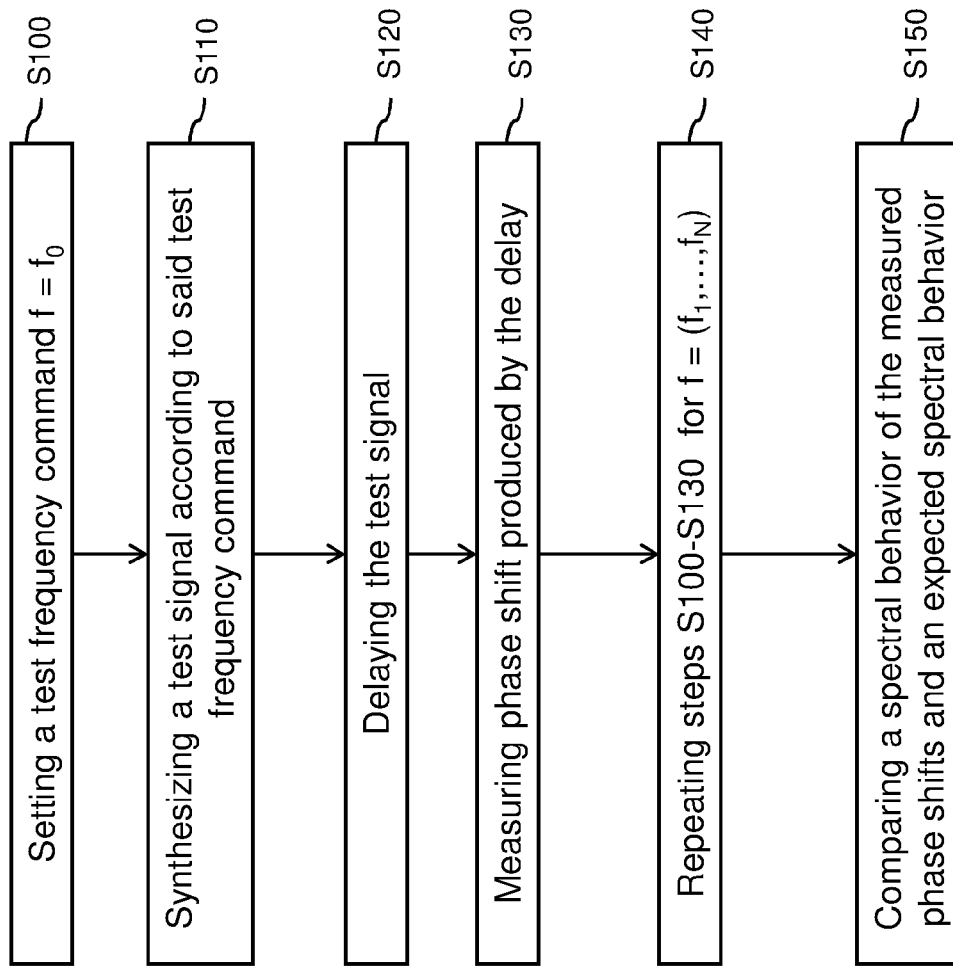 Setting a test frequency command f = f₀
S100
Synthesizing a test signal according to said test
frequency command
S110
Delaying the test signal
S120
Measuring phase shift produced by the delay
S130
Repeating steps S100-S130 for f = (f₁,...,f_N)
S140
Comparing a spectral behavior of the measured
phase shifts and an expected spectral behavior
S150